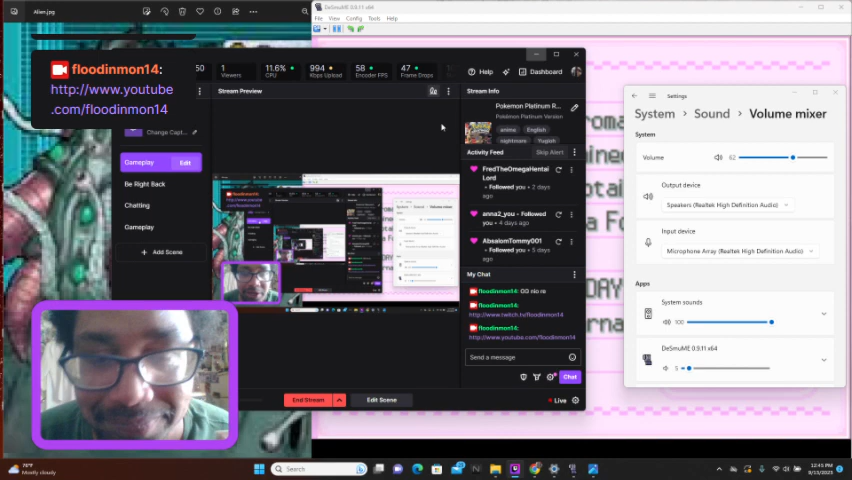 Alien.jpg
DeSmuME 0.9.11 x64
File View Config Tools Help
floodinmon14:
http://www.youtube
.com/floodinmon14
50
1
Viewers
11.6%
CPU
994
Kbps Upload
58
Encoder FPS
47
Frame Drops
Help
Dashboard
Stream Preview
Stream Info
Change Capt...
Pokemon Platinum R...
Pokémon Platinum Version
anime English
nightmare Yugioh
Gameplay
Edit
Be Right Back
Chatting
Gameplay
Add Scene
Activity Feed
Skip Alert
FredTheOmegaHentai
Lord
• Followed
you • 2 days
ago
anna2_you • Followed
you • 4 days ago
AbsalomTommy001
• Followed
you • 5 days
ago
My Chat
floodinmon14: GG nio re
floodinmon14:
http://www.twitch.tv/floodinmon14
floodinmon14:
http://www.youtube.com/floodinmon14
Send a message
Chat
End Stream
Edit Scene
Live
Settings
System > Sound > Volume mixer
System
Volume
62
Output device
Speakers (Realtek High Definition Audio)
Input device
Microphone Array (Realtek High Definition Audio)
Apps
System sounds
100
DeSmuME 0.9.11 x64
5
78°F
Mostly cloudy
Search
12:45 PM
9/13/2023